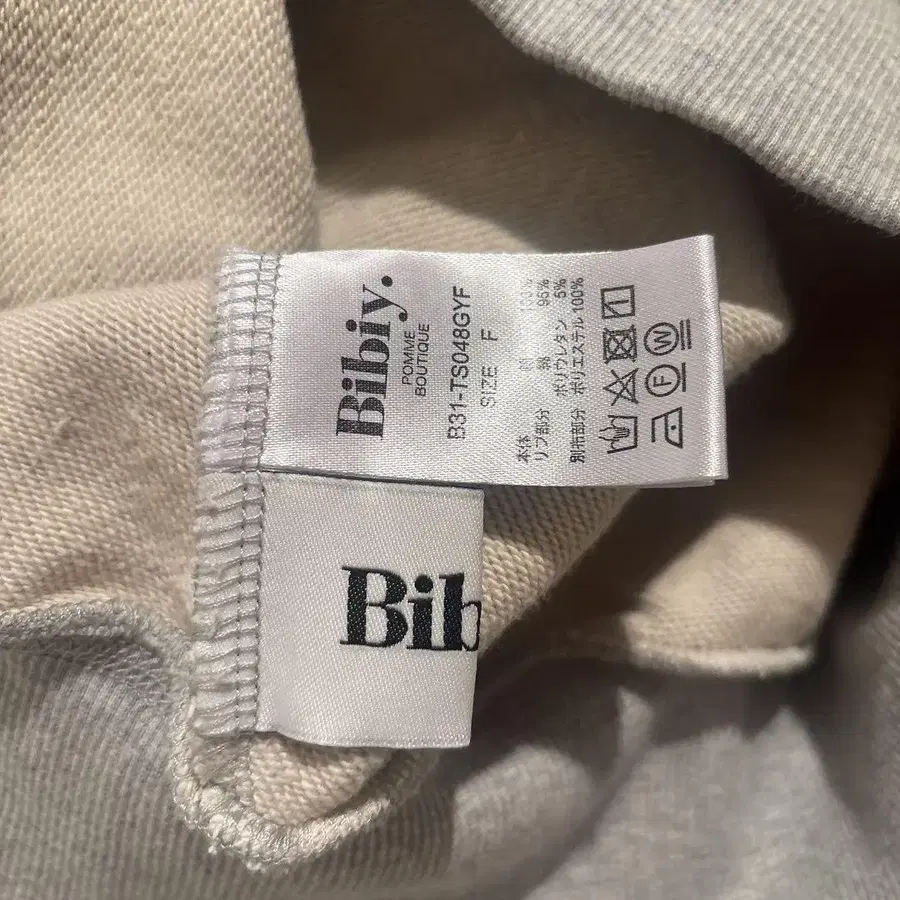 Bibiy.
POMME
BOUTIQUE
B31-TS048GYF
SIZE F
本体 綿 100%
リブ部分 綿 95%
ポリウレタン 5%
別布部分 ポリエステル 100%
F W
Bib